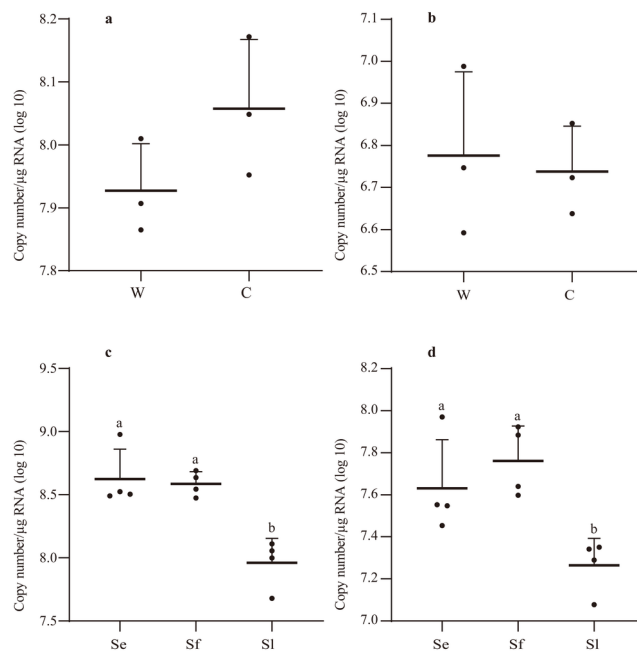 a
Copy number/µg RNA (log 10)
8.2
8.1
8.0
7.9
7.8
W
C
b
Copy number/µg RNA (log 10)
7.1
7.0
6.9
6.8
6.7
6.6
6.5
W
C
c
Copy number/µg RNA (log 10)
9.5
9.0
8.5
8.0
7.5
a
a
b
Se
Sf
Sl
d
Copy number/µg RNA (log 10)
8.2
8.0
7.8
7.6
7.4
7.2
7.0
a
a
b
Se
Sf
Sl